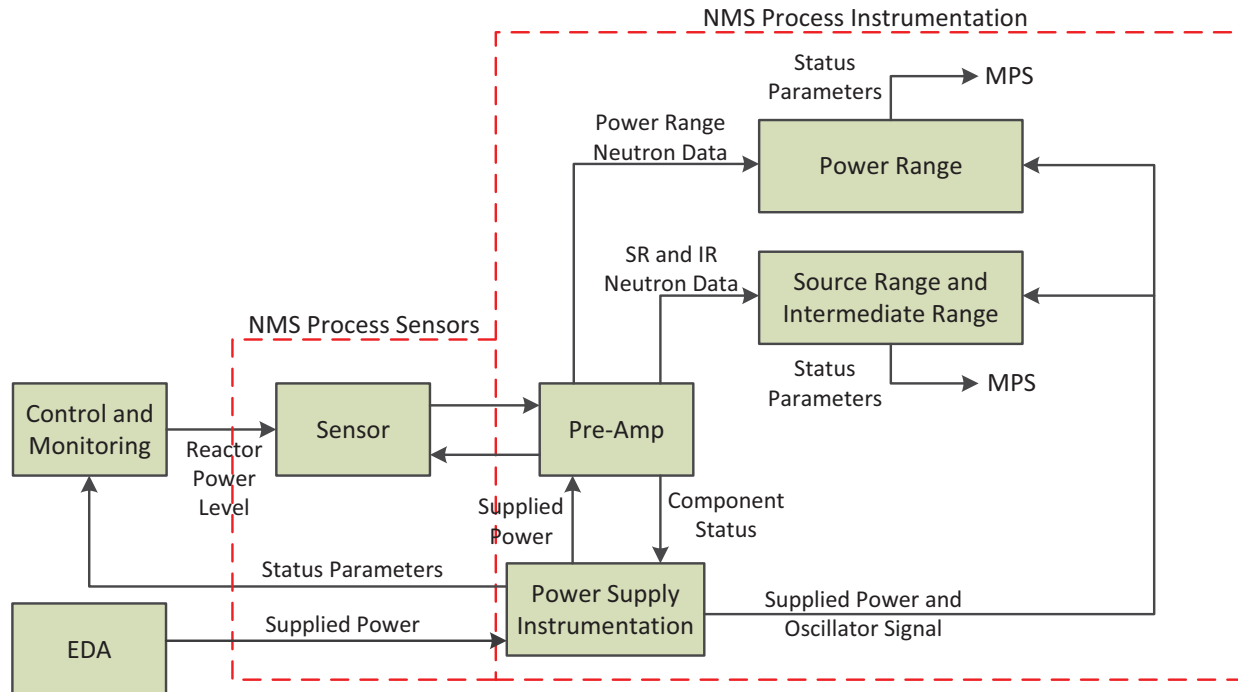 NMS Process Instrumentation
Status
Parameters
MPS
Power Range
Neutron Data
Power Range
SR and IR
Neutron Data
Source Range and
Intermediate Range
NMS Process Sensors
Status
Parameters
MPS
Control and
Monitoring
Sensor
Pre-Amp
Reactor
Power
Level
Supplied
Power
Component
Status
Status Parameters
Power Supply
Instrumentation
Supplied Power and
Oscillator Signal
EDA
Supplied Power